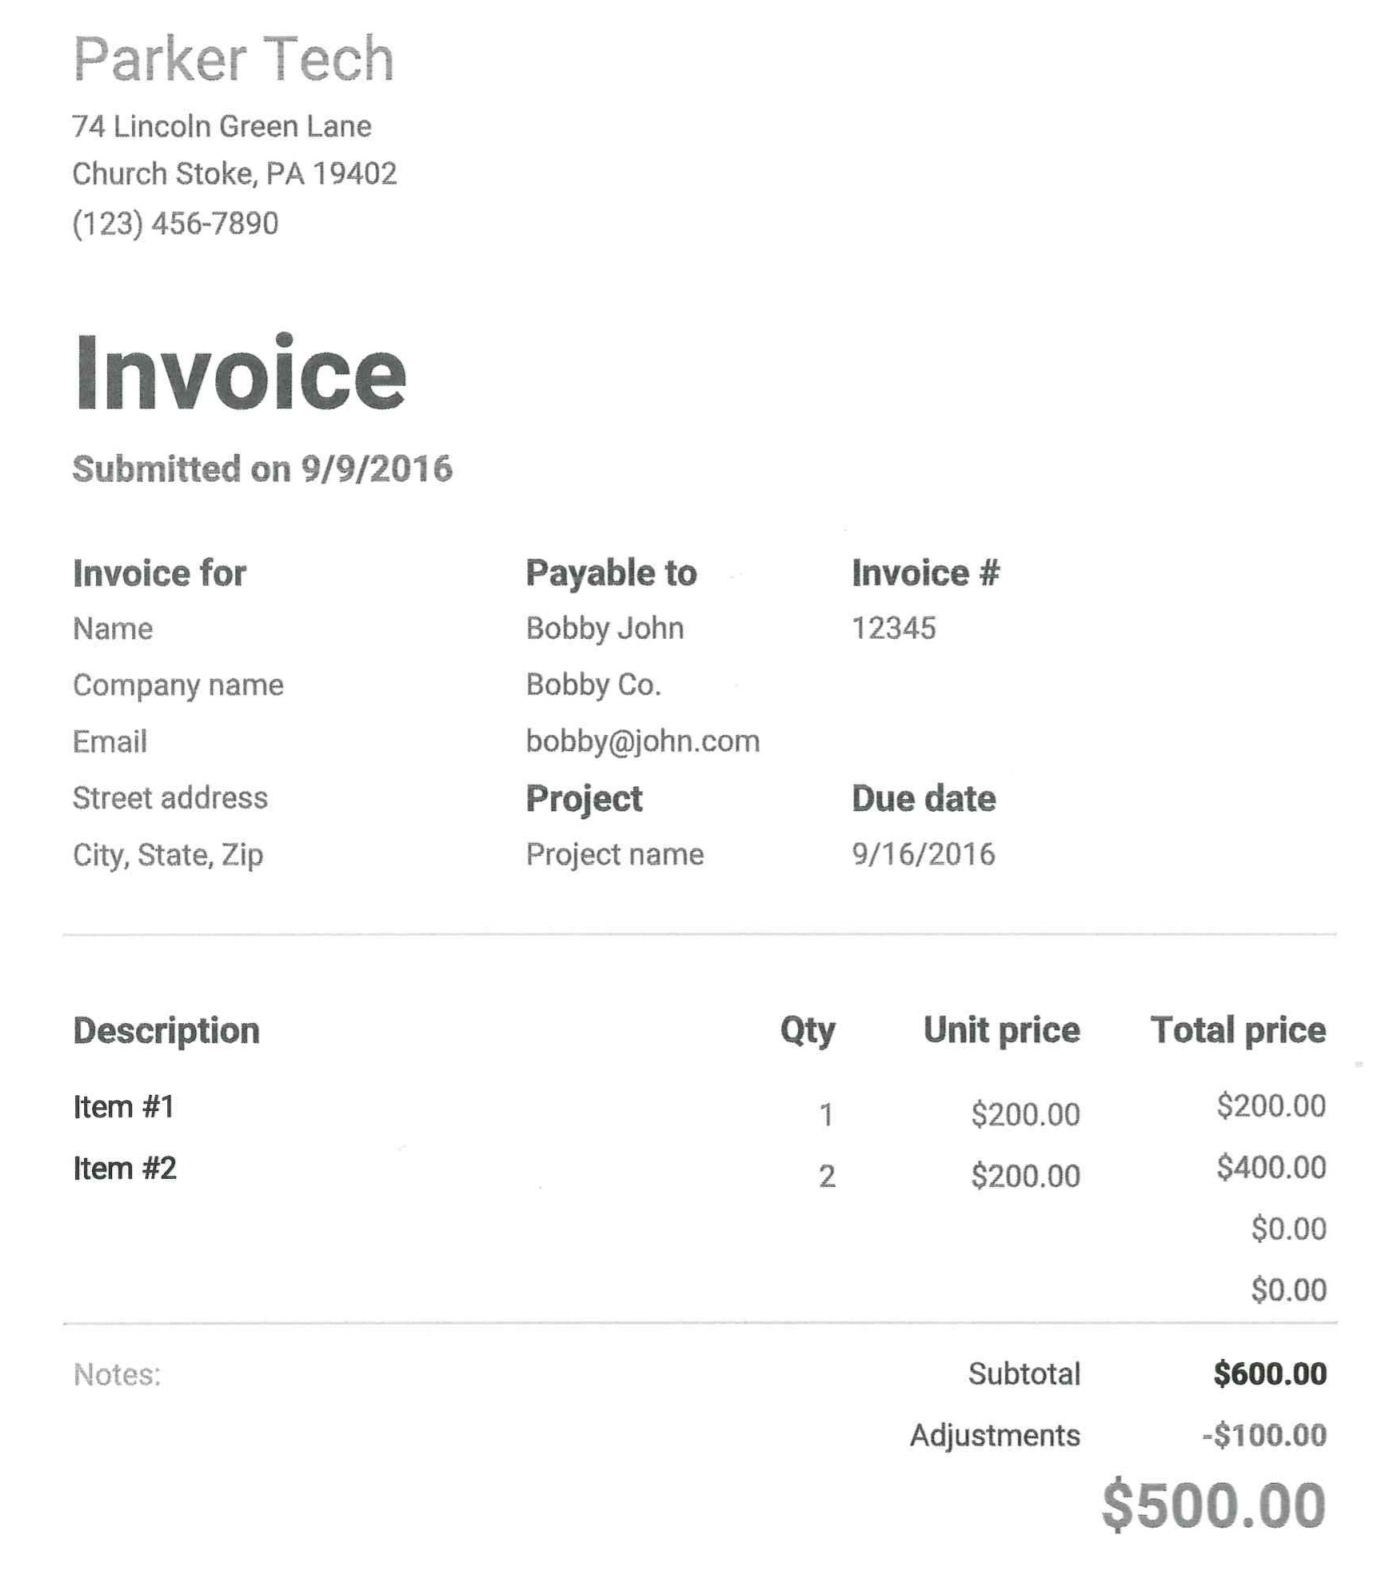 Parker Tech
74 Lincoln Green Lane
Church Stoke, PA 19402
(123) 456-7890
Invoice
Submitted on 9/9/2016
Invoice for Payable to Invoice #
Name Bobby John 12345
Company name Bobby Co.
Email bobby@john.com
Street address Project Due date
City, State, Zip Project name 9/16/2016
Description Qty Unit price Total price
Item #1 1 $200.00 $200.00
Item #2 2 $200.00 $400.00
$0.00
$0.00
Notes: Subtotal $600.00
Adjustments -$100.00
$500.00